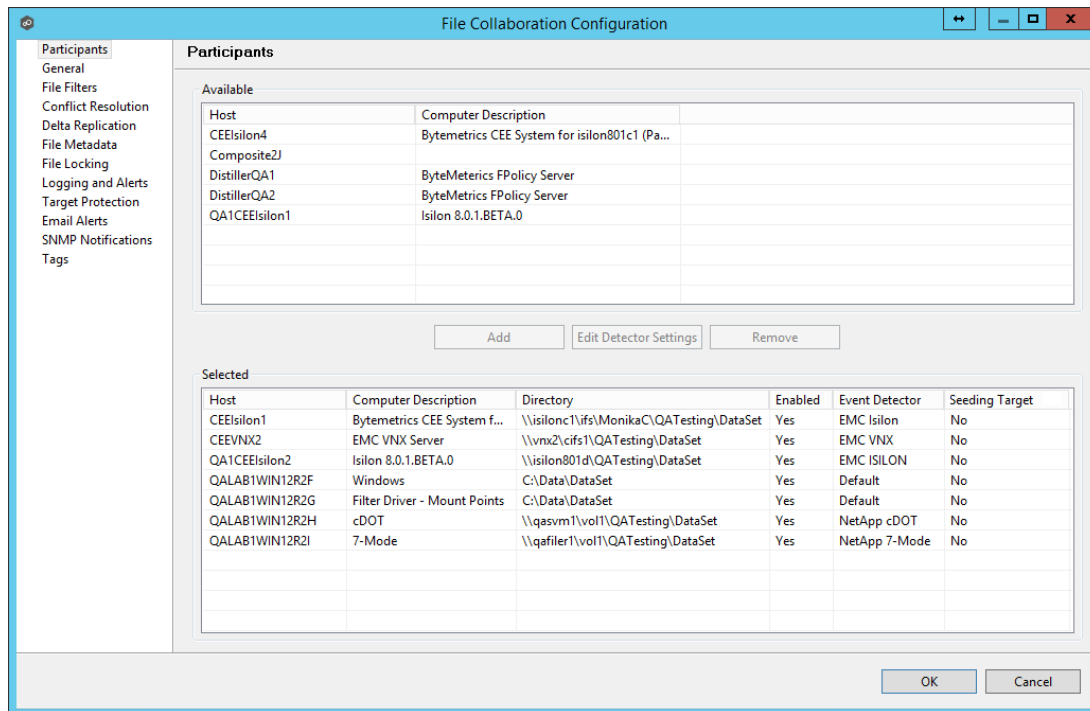 File Collaboration Configuration
Participants
General
File Filters
Conflict Resolution
Delta Replication
File Metadata
File Locking
Logging and Alerts
Target Protection
Email Alerts
SNMP Notifications
Tags
Participants
Available
Host Computer Description
CEEIsilon4 Bytemetrics CEE System for isilon801c1 (Pa...
Composite2J
DistillerQA1 ByteMeterics FPolicy Server
DistillerQA2 ByteMetrics FPolicy Server
QA1CEEIsilon1 Isilon 8.0.1.BETA.0
Add Edit Detector Settings Remove
Selected
Host Computer Description Directory Enabled Event Detector Seeding Target
CEEIsilon1 Bytemetrics CEE System f... \\isilonc1\ifs\MonikaC\QATesting\DataSet Yes EMC Isilon No
CEEVNX2 EMC VNX Server \\vnx2\cifs1\QATesting\DataSet Yes EMC VNX No
QA1CEEIsilon2 Isilon 8.0.1.BETA.0 \\isilon801d\QATesting\DataSet Yes EMC ISILON No
QALAB1WIN12R2F Windows C:\Data\DataSet Yes Default No
QALAB1WIN12R2G Filter Driver - Mount Points C:\Data\DataSet Yes Default No
QALAB1WIN12R2H cDOT \\qasvm1\vol1\QATesting\DataSet Yes NetApp cDOT No
QALAB1WIN12R2I 7-Mode \\qafiler1\vol1\QATesting\DataSet Yes NetApp 7-Mode No
OK Cancel